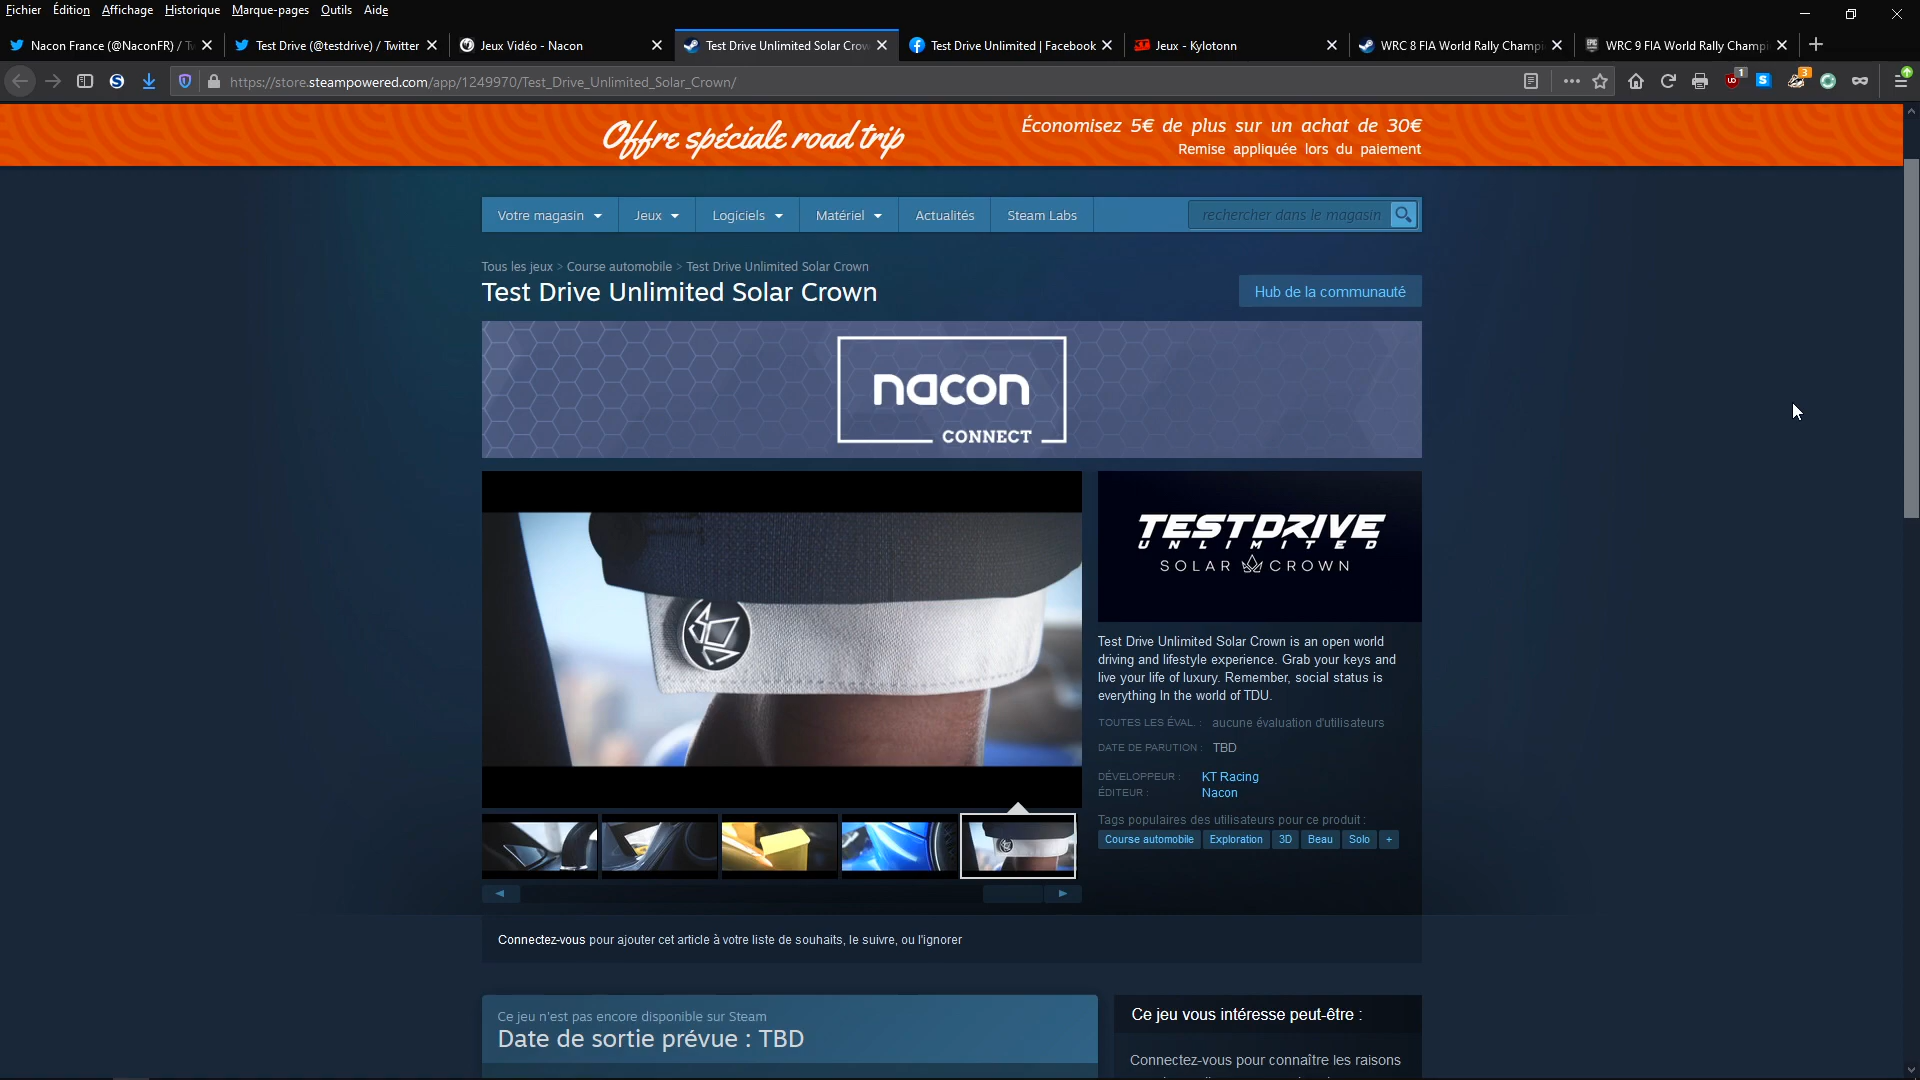 Fichier Édition Affichage Historique Marque-pages Outils Aide
Nacon France (@NaconFR) / Tw
Test Drive (@testdrive) / Twitter
Jeux Vidéo - Nacon
Test Drive Unlimited Solar Crow
Test Drive Unlimited | Facebook
Jeux - Kylotonn
WRC 8 FIA World Rally Champi
WRC 9 FIA World Rally Champi
https://store.steampowered.com/app/1249970/Test_Drive_Unlimited_Solar_Crown/
1
3
Offre spéciale road trip
Économisez 5€ de plus sur un achat de 30€
Remise appliquée lors du paiement
Votre magasin Jeux Logiciels Matériel Actualités Steam Labs
rechercher dans le magasin
Tous les jeux > Course automobile > Test Drive Unlimited Solar Crown
Test Drive Unlimited Solar Crown
Hub de la communauté
nacon
CONNECT
TESTDRIVE
UNLIMITED
SOLAR CROWN
Test Drive Unlimited Solar Crown is an open world
driving and lifestyle experience. Grab your keys and
live your life of luxury. Remember, social status is
everything In the world of TDU.
TOUTES LES ÉVAL. : aucune évaluation d'utilisateurs
DATE DE PARUTION : TBD
DÉVELOPPEUR : KT Racing
ÉDITEUR : Nacon
Tags populaires des utilisateurs pour ce produit :
Course automobile Exploration 3D Beau Solo +
Connectez-vous pour ajouter cet article à votre liste de souhaits, le suivre, ou l'ignorer
Ce jeu n'est pas encore disponible sur Steam
Date de sortie prévue : TBD
Ce jeu vous intéresse peut-être :
Connectez-vous pour connaître les raisons